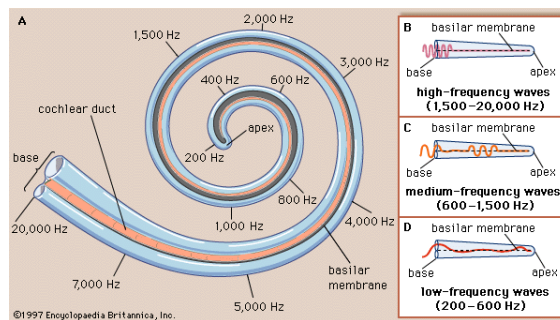 A
2,000 Hz
1,500 Hz
3,000 Hz
400 Hz
600 Hz
cochlear duct
apex
200 Hz
base
800 Hz
20,000 Hz
1,000 Hz
4,000 Hz
7,000 Hz
basilar
membrane
5,000 Hz
©1997 Encyclopaedia Britannica, Inc.
B
basilar membrane
base
apex
high-frequency waves
(1,500–20,000 Hz)
C
basilar membrane
base
apex
medium-frequency waves
(600–1,500 Hz)
D
basilar membrane
base
apex
low-frequency waves
(200–600 Hz)